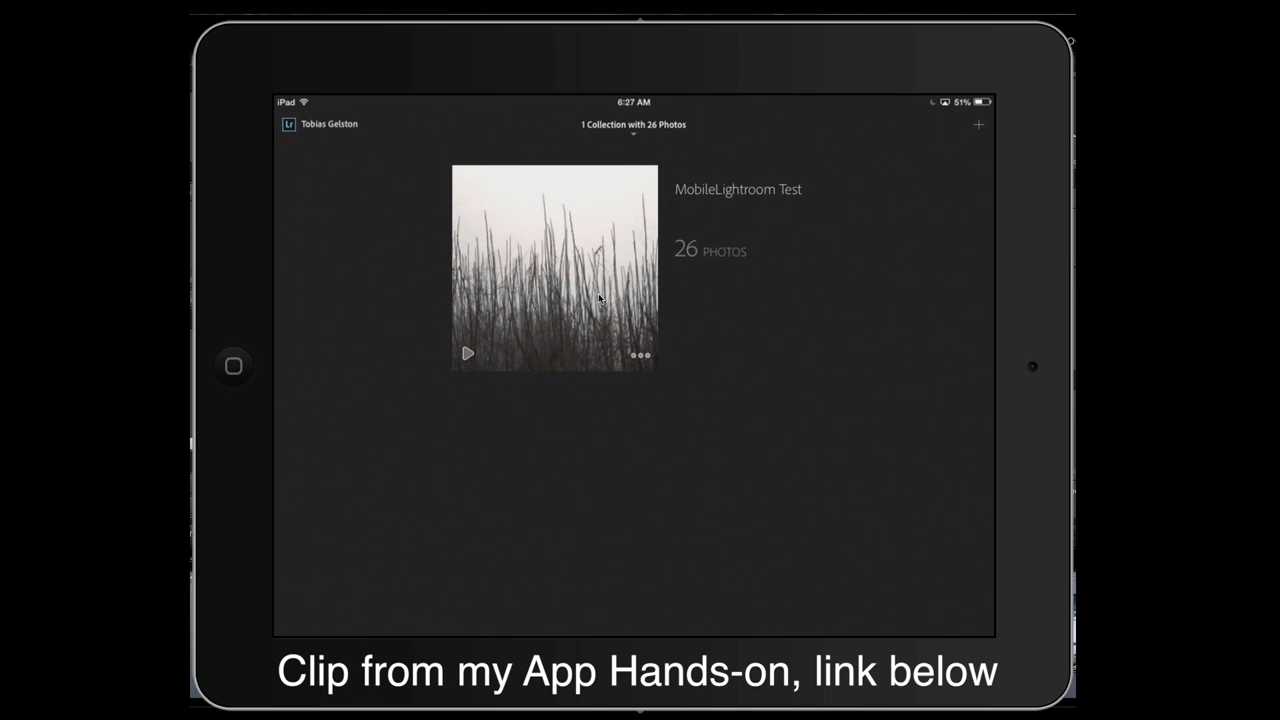 iPad 6:27 AM 51%
Lr Tobias Gelston 1 Collection with 26 Photos
MobileLightroom Test
26 PHOTOS
Clip from my App Hands-on, link below